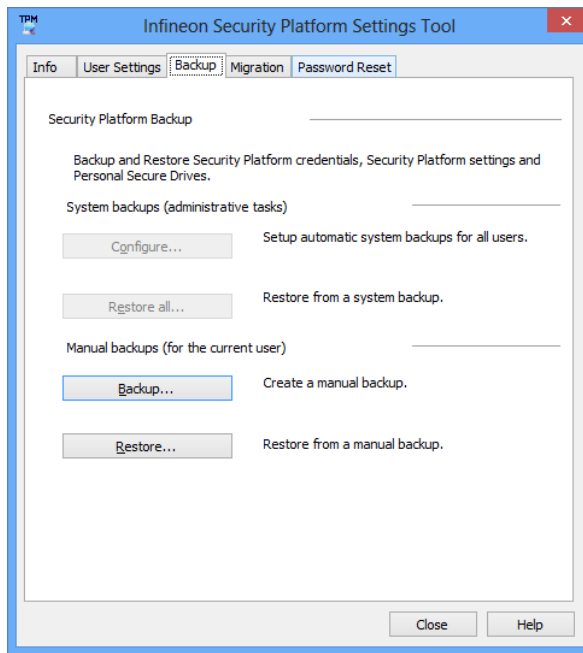 TPM
Infineon Security Platform Settings Tool
Info User Settings Backup Migration Password Reset
Security Platform Backup
Backup and Restore Security Platform credentials, Security Platform settings and
Personal Secure Drives.
System backups (administrative tasks)
Configure... Setup automatic system backups for all users.
Restore all... Restore from a system backup.
Manual backups (for the current user)
Backup... Create a manual backup.
Restore... Restore from a manual backup.
Close Help